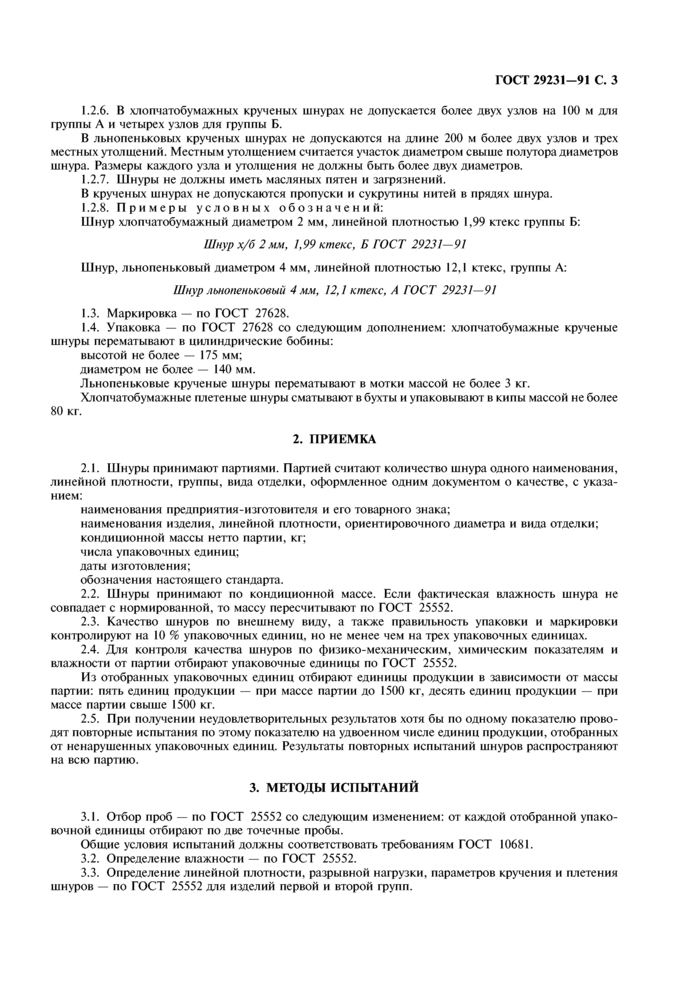 ГОСТ 29231—91 С. 3
1.2.6. В хлопчатобумажных крученых шнурах не допускается более двух узлов на 100 м для
группы А и четырех узлов для группы Б.
В льнопеньковых крученых шнурах не допускаются на длине 200 м более двух узлов и трех
местных утолщений. Местным утолщением считается участок диаметром свыше полутора диаметров
шнура. Размеры каждого узла и утолщения не должны быть более двух диаметров.
1.2.7. Шнуры не должны иметь масляных пятен и загрязнений.
В крученых шнурах не допускаются пропуски и сукрутины нитей в прядях шнура.
1.2.8. Примеры условных обозначений:
Шнур хлопчатобумажный диаметром 2 мм, линейной плотностью 1,99 ктекс группы Б:
Шнур х/б 2 мм, 1,99 ктекс, Б ГОСТ 29231—91
Шнур, льнопеньковый диаметром 4 мм, линейной плотностью 12,1 ктекс, группы А:
Шнур льнопеньковый 4 мм, 12,1 ктекс, А ГОСТ 29231—91
1.3. Маркировка — по ГОСТ 27628.
1.4. Упаковка — по ГОСТ 27628 со следующим дополнением: хлопчатобумажные крученые
шнуры перематывают в цилиндрические бобины:
высотой не более — 175 мм;
диаметром не более — 140 мм.
Льнопеньковые крученые шнуры перематывают в мотки массой не более 3 кг.
Хлопчатобумажные плетеные шнуры сматывают в бухты и упаковывают в кипы массой не более
80 кг.
2. ПРИЕМКА
2.1. Шнуры принимают партиями. Партией считают количество шнура одного наименования,
линейной плотности, группы, вида отделки, оформленное одним документом о качестве, с указа-
нием:
наименования предприятия-изготовителя и его товарного знака;
наименования изделия, линейной плотности, ориентировочного диаметра и вида отделки;
кондиционной массы нетто партии, кг;
числа упаковочных единиц;
даты изготовления;
обозначения настоящего стандарта.
2.2. Шнуры принимают по кондиционной массе. Если фактическая влажность шнура не
совпадает с нормированной, то массу пересчитывают по ГОСТ 25552.
2.3. Качество шнуров по внешнему виду, а также правильность упаковки и маркировки
контролируют на 10 % упаковочных единиц, но не менее чем на трех упаковочных единицах.
2.4. Для контроля качества шнуров по физико-механическим, химическим показателям и
влажности от партии отбирают упаковочные единицы по ГОСТ 25552.
Из отобранных упаковочных единиц отбирают единицы продукции в зависимости от массы
партии: пять единиц продукции — при массе партии до 1500 кг, десять единиц продукции — при
массе партии свыше 1500 кг.
2.5. При получении неудовлетворительных результатов хотя бы по одному показателю прово-
дят повторные испытания по этому показателю на удвоенном числе единиц продукции, отобранных
от ненарушенных упаковочных единиц. Результаты повторных испытаний шнуров распространяют
на всю партию.
3. МЕТОДЫ ИСПЫТАНИЙ
3.1. Отбор проб — по ГОСТ 25552 со следующим изменением: от каждой отобранной упако-
вочной единицы отбирают по две точечные пробы.
Общие условия испытаний должны соответствовать требованиям ГОСТ 10681.
3.2. Определение влажности — по ГОСТ 25552.
3.3. Определение линейной плотности, разрывной нагрузки, параметров кручения и плетения
шнуров — по ГОСТ 25552 для изделий первой и второй групп.